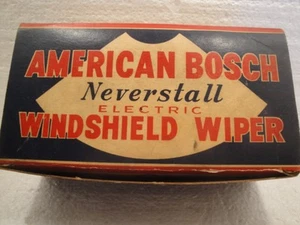 AMERICAN BOSCH
Neverstall
ELECTRIC
WINDSHIELD WIPER